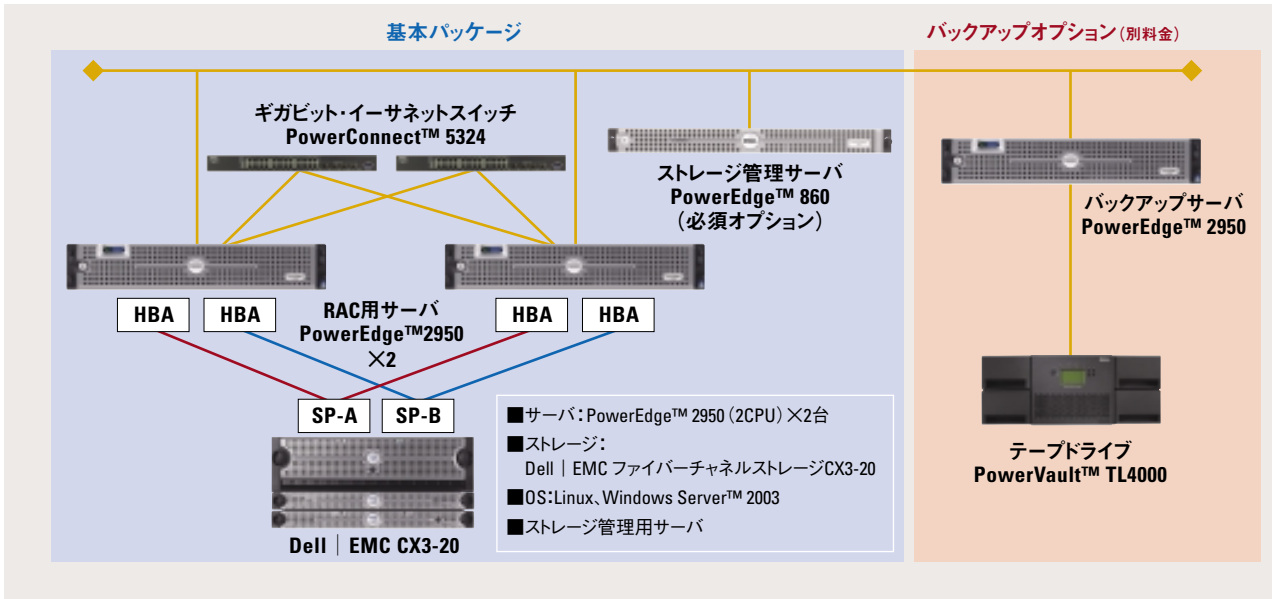 基本パッケージ
バックアップオプション(別料金)
ギガビット・イーサネットスイッチ
PowerConnect™ 5324
ストレージ管理サーバ
PowerEdge™ 860
(必須オプション)
バックアップサーバ
PowerEdge™ 2950
HBA
HBA
RAC用サーバ
PowerEdge™2950
×2
HBA
HBA
SP-A
SP-B
Dell | EMC CX3-20
■サーバ:PowerEdge™ 2950(2CPU)×2台
■ストレージ:
Dell | EMC ファイバーチャネルストレージCX3-20
■OS:Linux、Windows Server™ 2003
■ストレージ管理用サーバ
テープドライブ
PowerVault™ TL4000